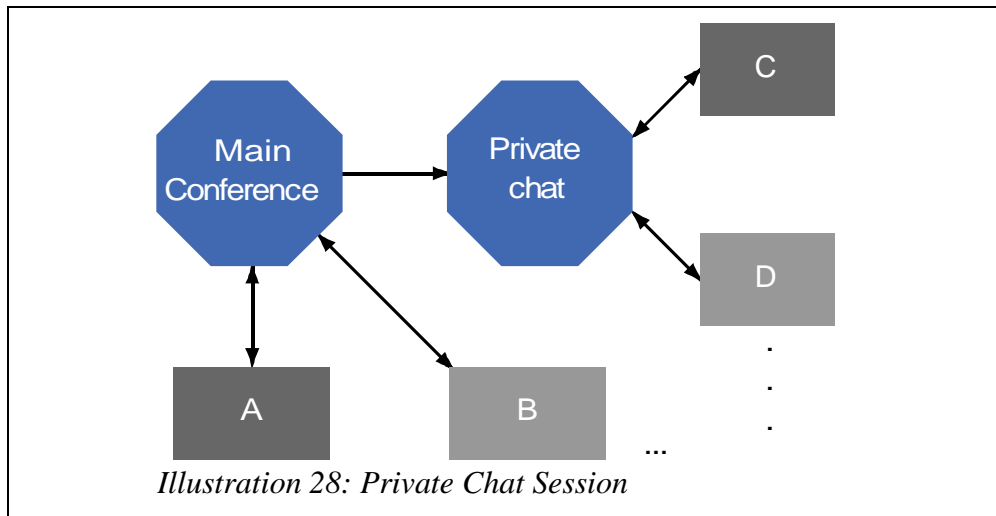 C
Main
Conference
Private
chat
D
A
B
...
.
.
.
Illustration 28: Private Chat Session